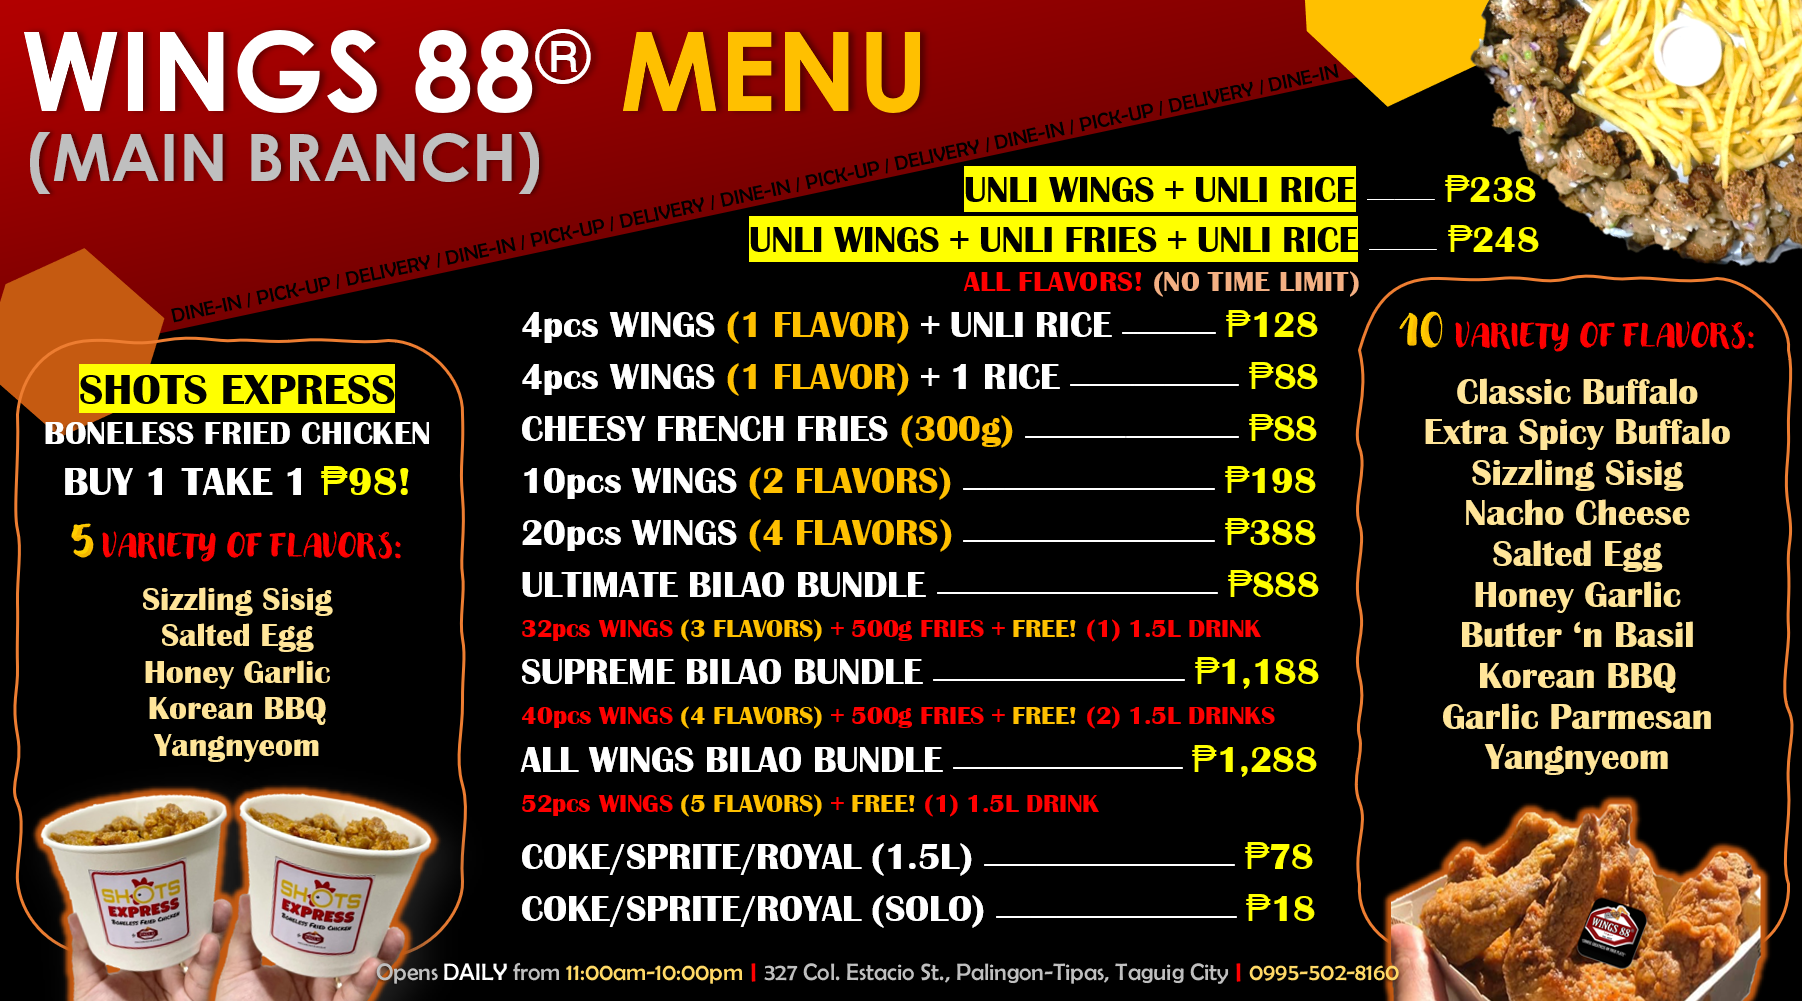 WINGS 88® MENU
(MAIN BRANCH)
DINE-IN / PICK-UP / DELIVERY / DINE-IN / PICK-UP / DELIVERY / DINE-IN / PICK-UP / DELIVERY / DINE-IN / PICK-UP / DELIVERY / DINE-IN
UNLI WINGS + UNLI RICE ₱238
UNLI WINGS + UNLI FRIES + UNLI RICE ₱248
ALL FLAVORS! (NO TIME LIMIT)
SHOTS EXPRESS
BONELESS FRIED CHICKEN
BUY 1 TAKE 1 ₱98!
5 VARIETY OF FLAVORS:
Sizzling Sisig
Salted Egg
Honey Garlic
Korean BBQ
Yangnyeom
SHOTS
EXPRESS
BONELESS FRIED CHICKEN
SHOTS
EXPRESS
BONELESS FRIED CHICKEN
4pcs WINGS (1 FLAVOR) + UNLI RICE ₱128
4pcs WINGS (1 FLAVOR) + 1 RICE ₱88
CHEESY FRENCH FRIES (300g) ₱88
10pcs WINGS (2 FLAVORS) ₱198
20pcs WINGS (4 FLAVORS) ₱388
ULTIMATE BILAO BUNDLE ₱888
32pcs WINGS (3 FLAVORS) + 500g FRIES + FREE! (1) 1.5L DRINK
SUPREME BILAO BUNDLE ₱1,188
40pcs WINGS (4 FLAVORS) + 500g FRIES + FREE! (2) 1.5L DRINKS
ALL WINGS BILAO BUNDLE ₱1,288
52pcs WINGS (5 FLAVORS) + FREE! (1) 1.5L DRINK
COKE/SPRITE/ROYAL (1.5L) ₱78
COKE/SPRITE/ROYAL (SOLO) ₱18
10 VARIETY OF FLAVORS:
Classic Buffalo
Extra Spicy Buffalo
Sizzling Sisig
Nacho Cheese
Salted Egg
Honey Garlic
Butter ‘n Basil
Korean BBQ
Garlic Parmesan
Yangnyeom
WINGS 88
Opens DAILY from 11:00am-10:00pm | 327 Col. Estacio St., Palingon-Tipas, Taguig City | 0995-502-8160